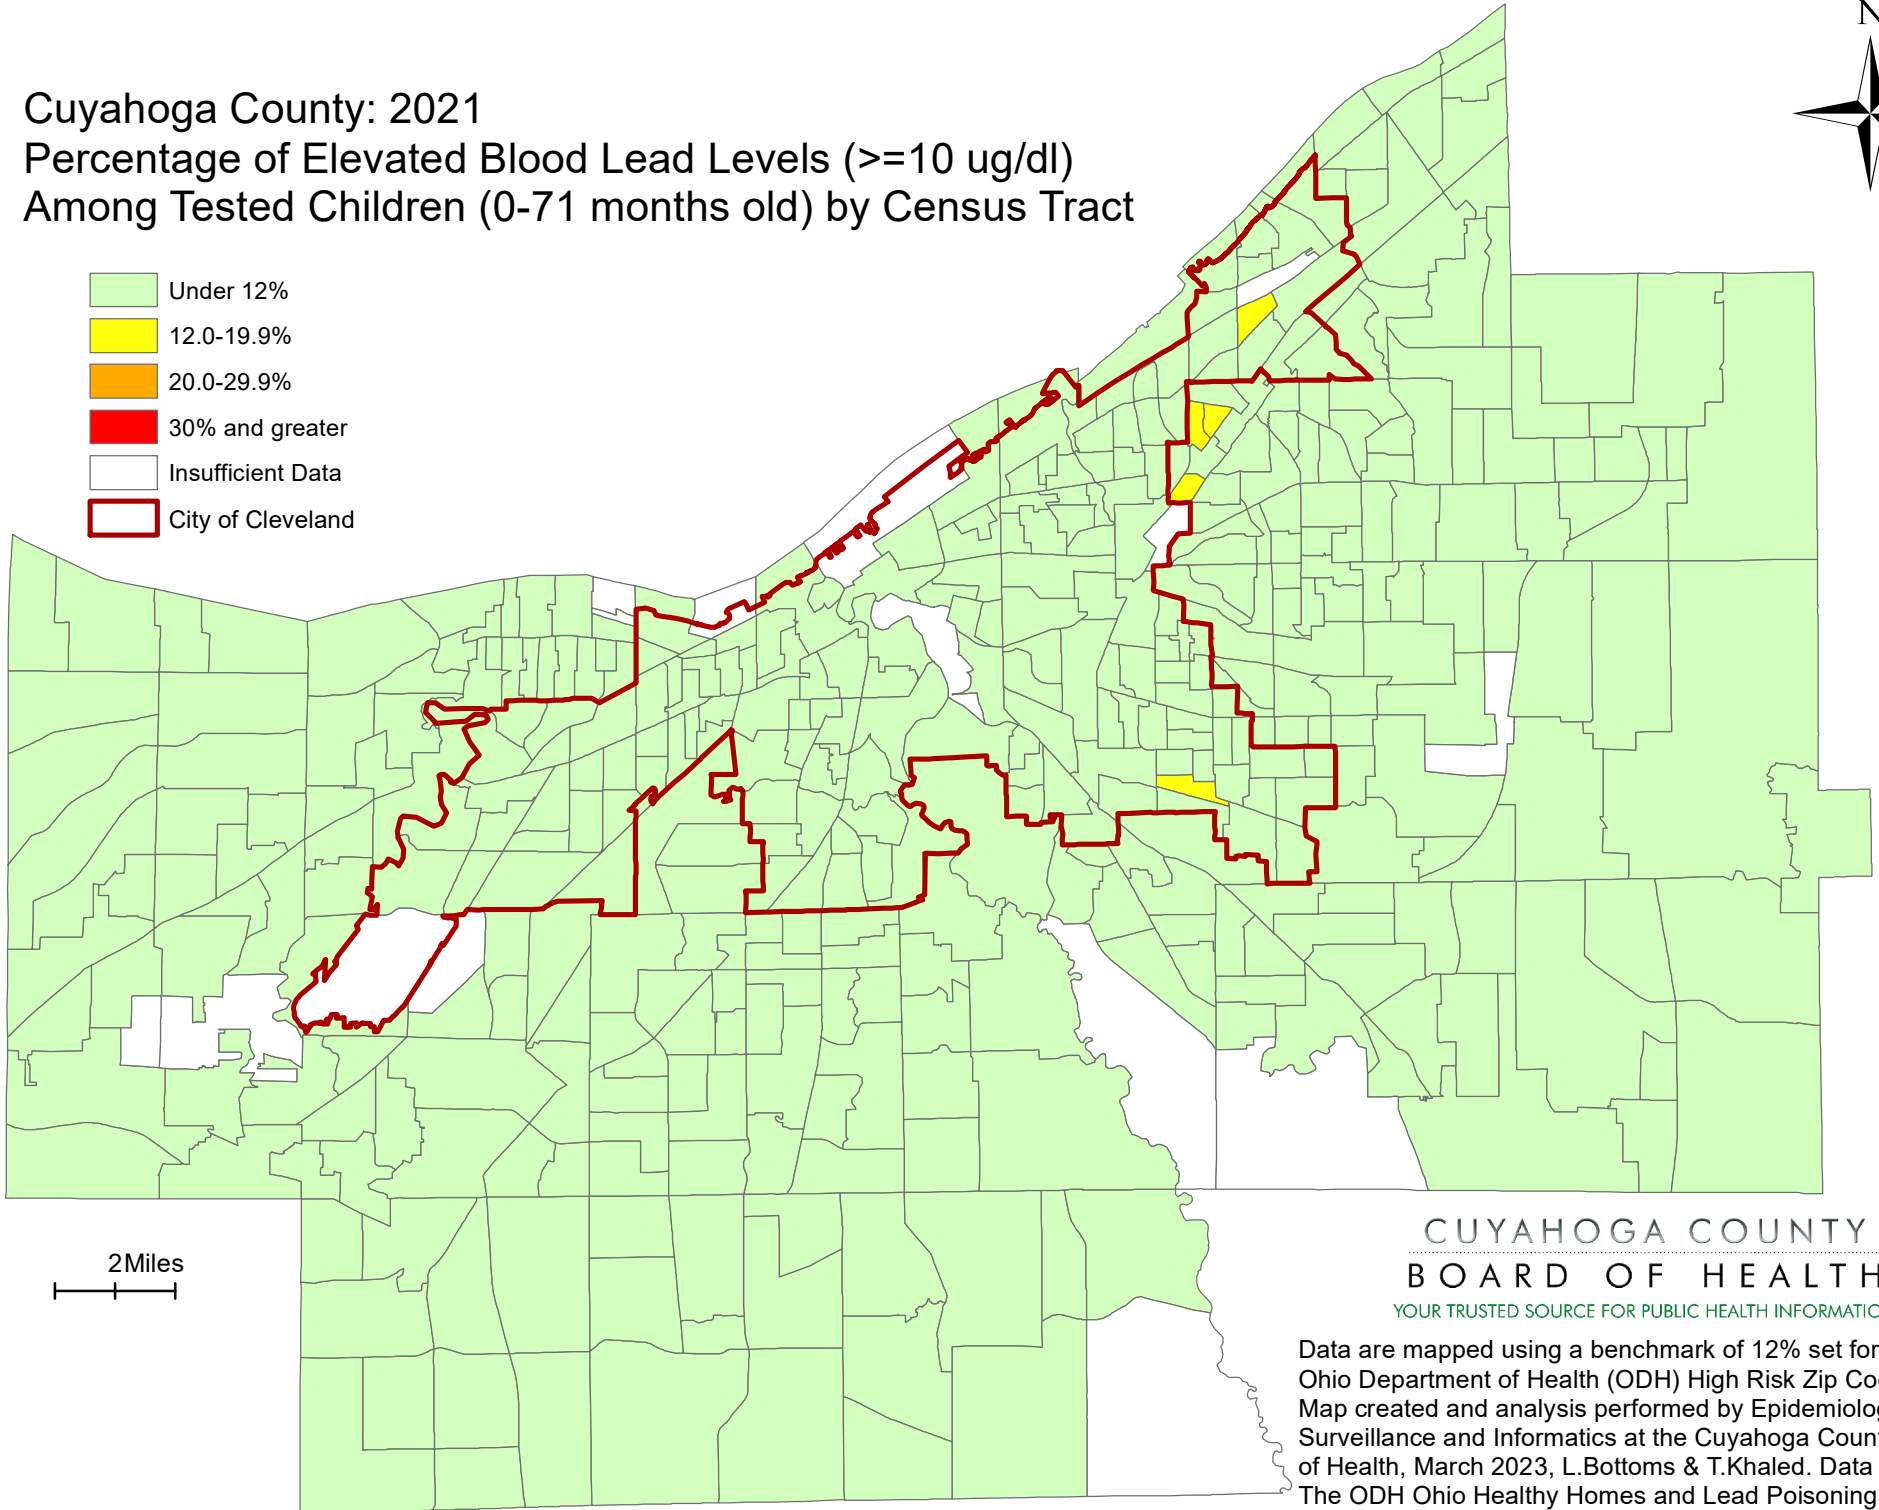 N
Cuyahoga County: 2021
Percentage of Elevated Blood Lead Levels (>=10 ug/dl)
Among Tested Children (0-71 months old) by Census Tract
Under 12%
12.0-19.9%
20.0-29.9%
30% and greater
Insufficient Data
City of Cleveland
2Miles
CUYAHOGA COUNTY
BOARD OF HEALTH
YOUR TRUSTED SOURCE FOR PUBLIC HEALTH
Data are mapped using a benchmark of 12% set for
Ohio Department of Health (ODH) High Risk Zip
Map created and analysis performed by
Surveillance and Informatics at the Cuyahoga
of Health, March 2023, L.Bottoms & T.Khaled. Data
The ODH Ohio Healthy Homes and Lead Poisoning